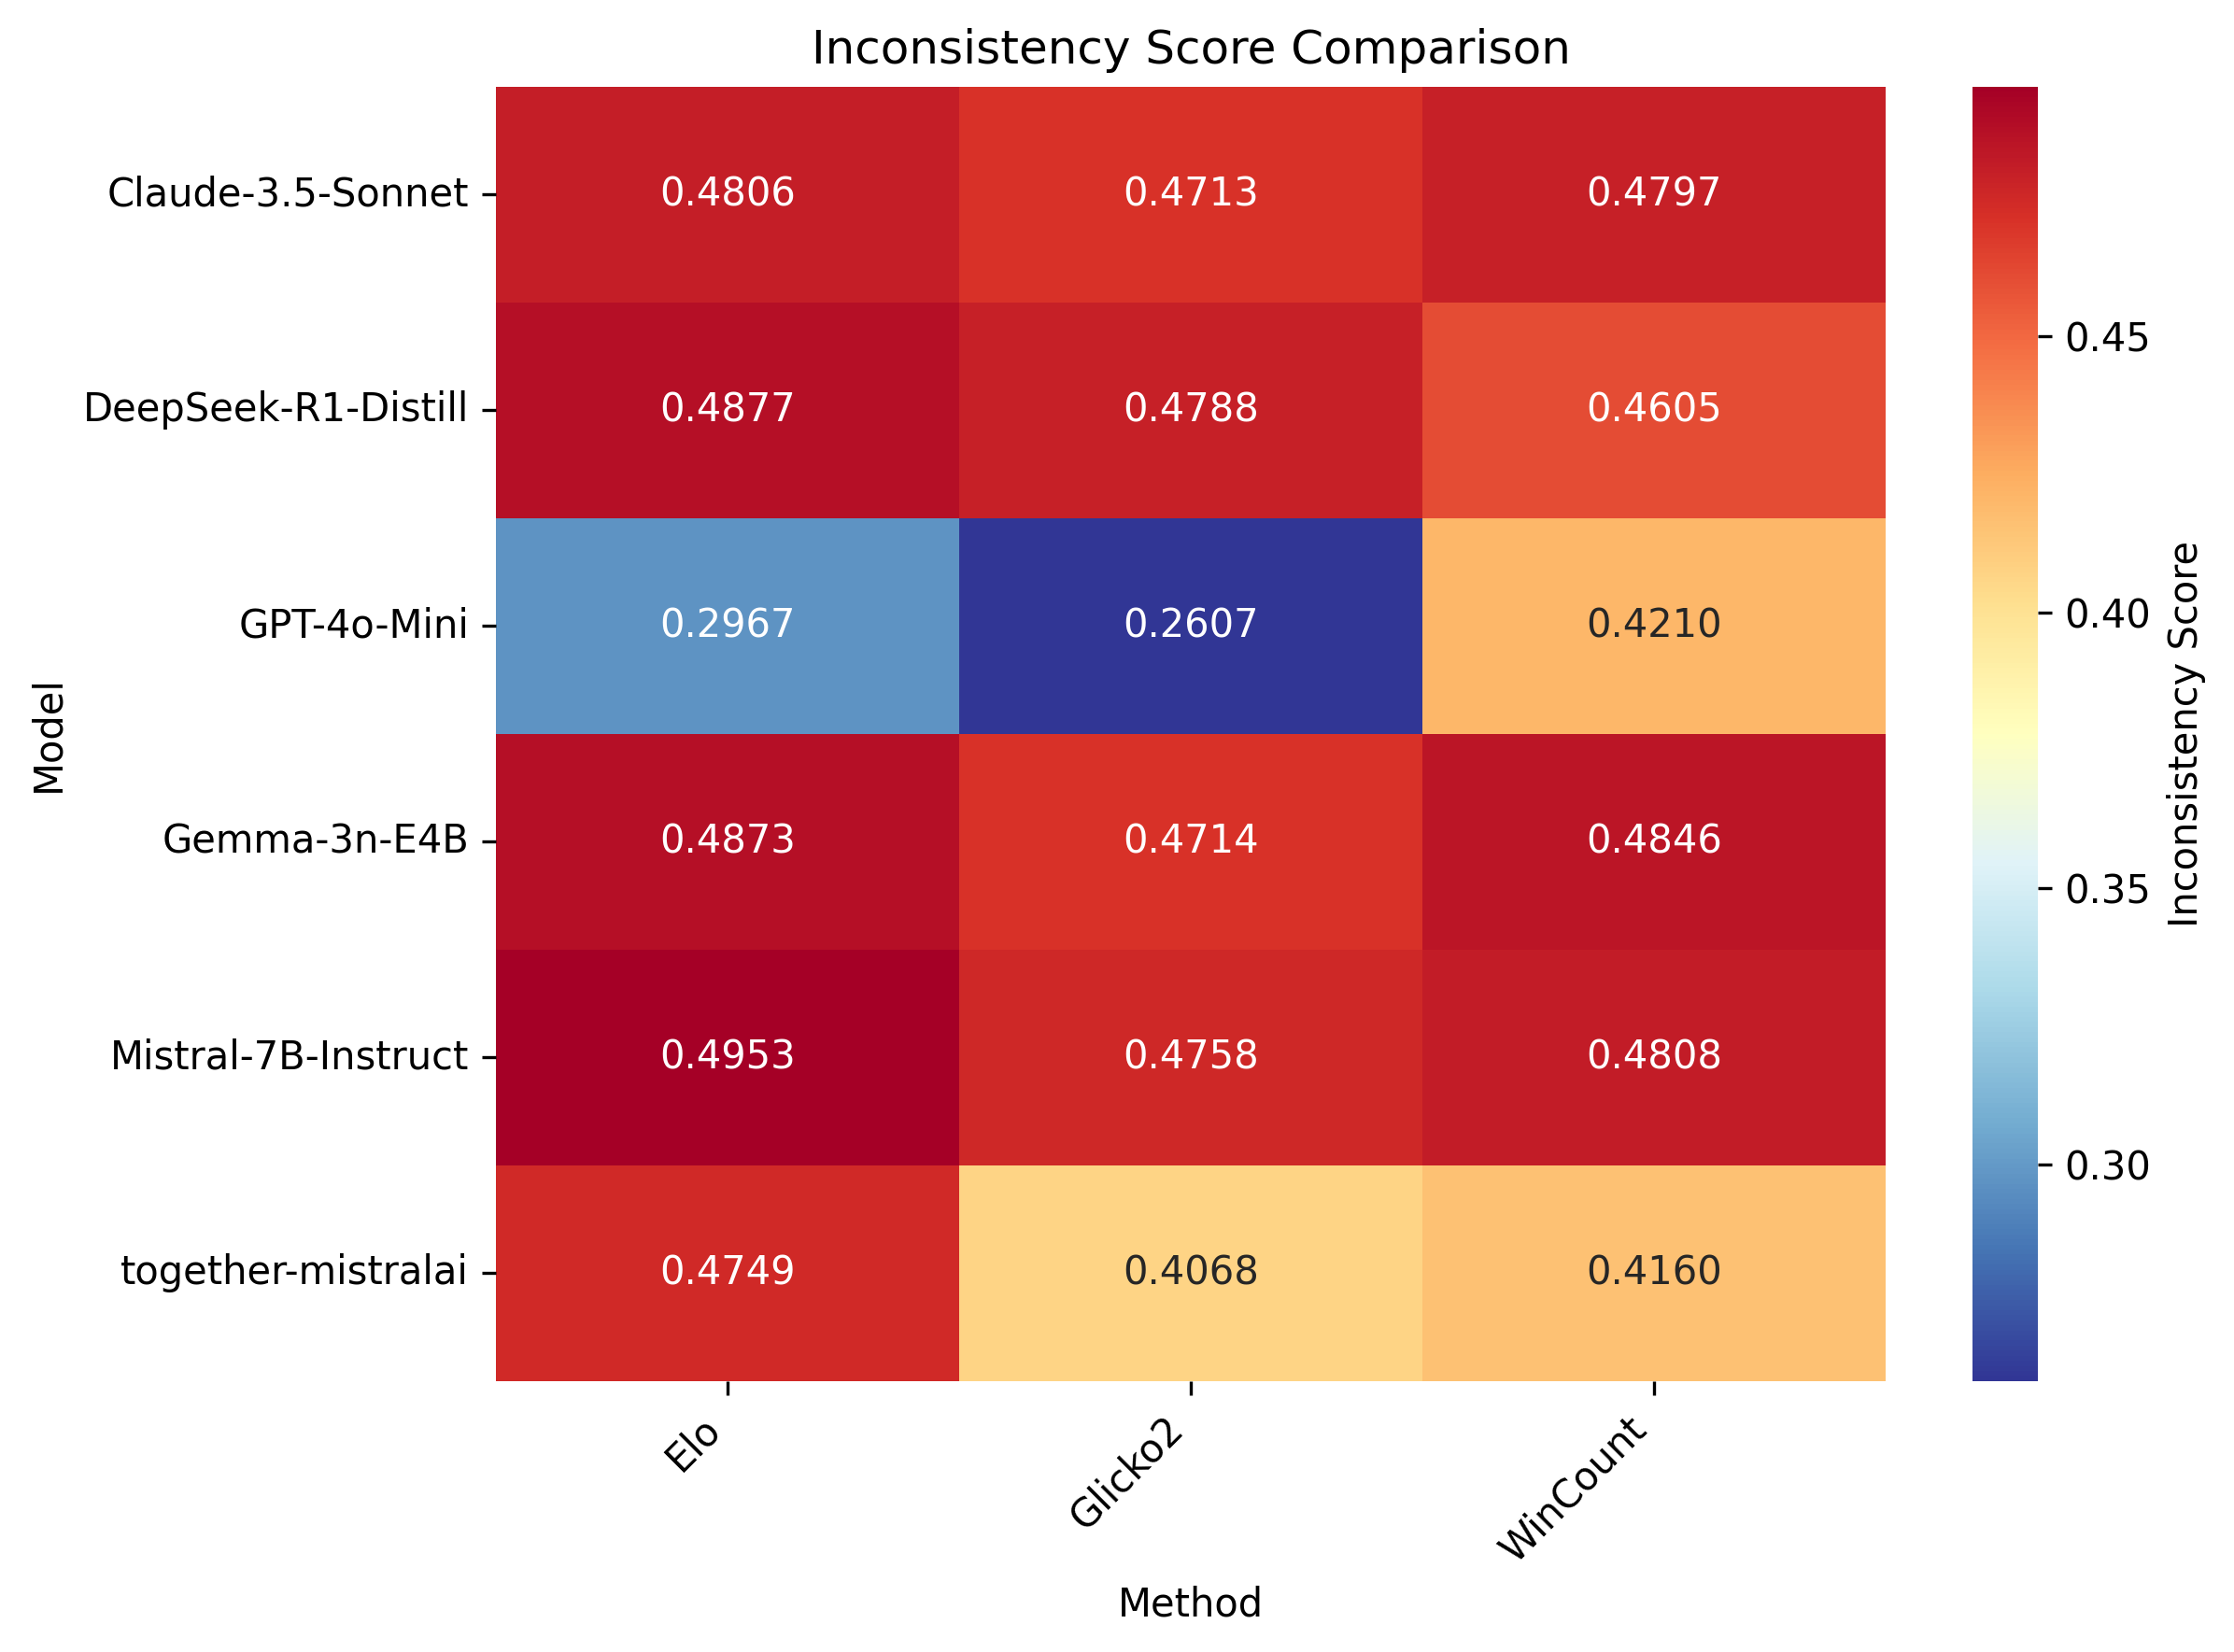 Inconsistency Score Comparison
Claude-3.5-Sonnet 0.4806 0.4713 0.4797
DeepSeek-R1-Distill 0.4877 0.4788 0.4605
GPT-4o-Mini 0.2967 0.2607 0.4210
Gemma-3n-E4B 0.4873 0.4714 0.4846
Mistral-7B-Instruct 0.4953 0.4758 0.4808
together-mistralai 0.4749 0.4068 0.4160
Model
Elo Glicko2 WinCount
Method
0.45
0.40
0.35
0.30
Inconsistency Score